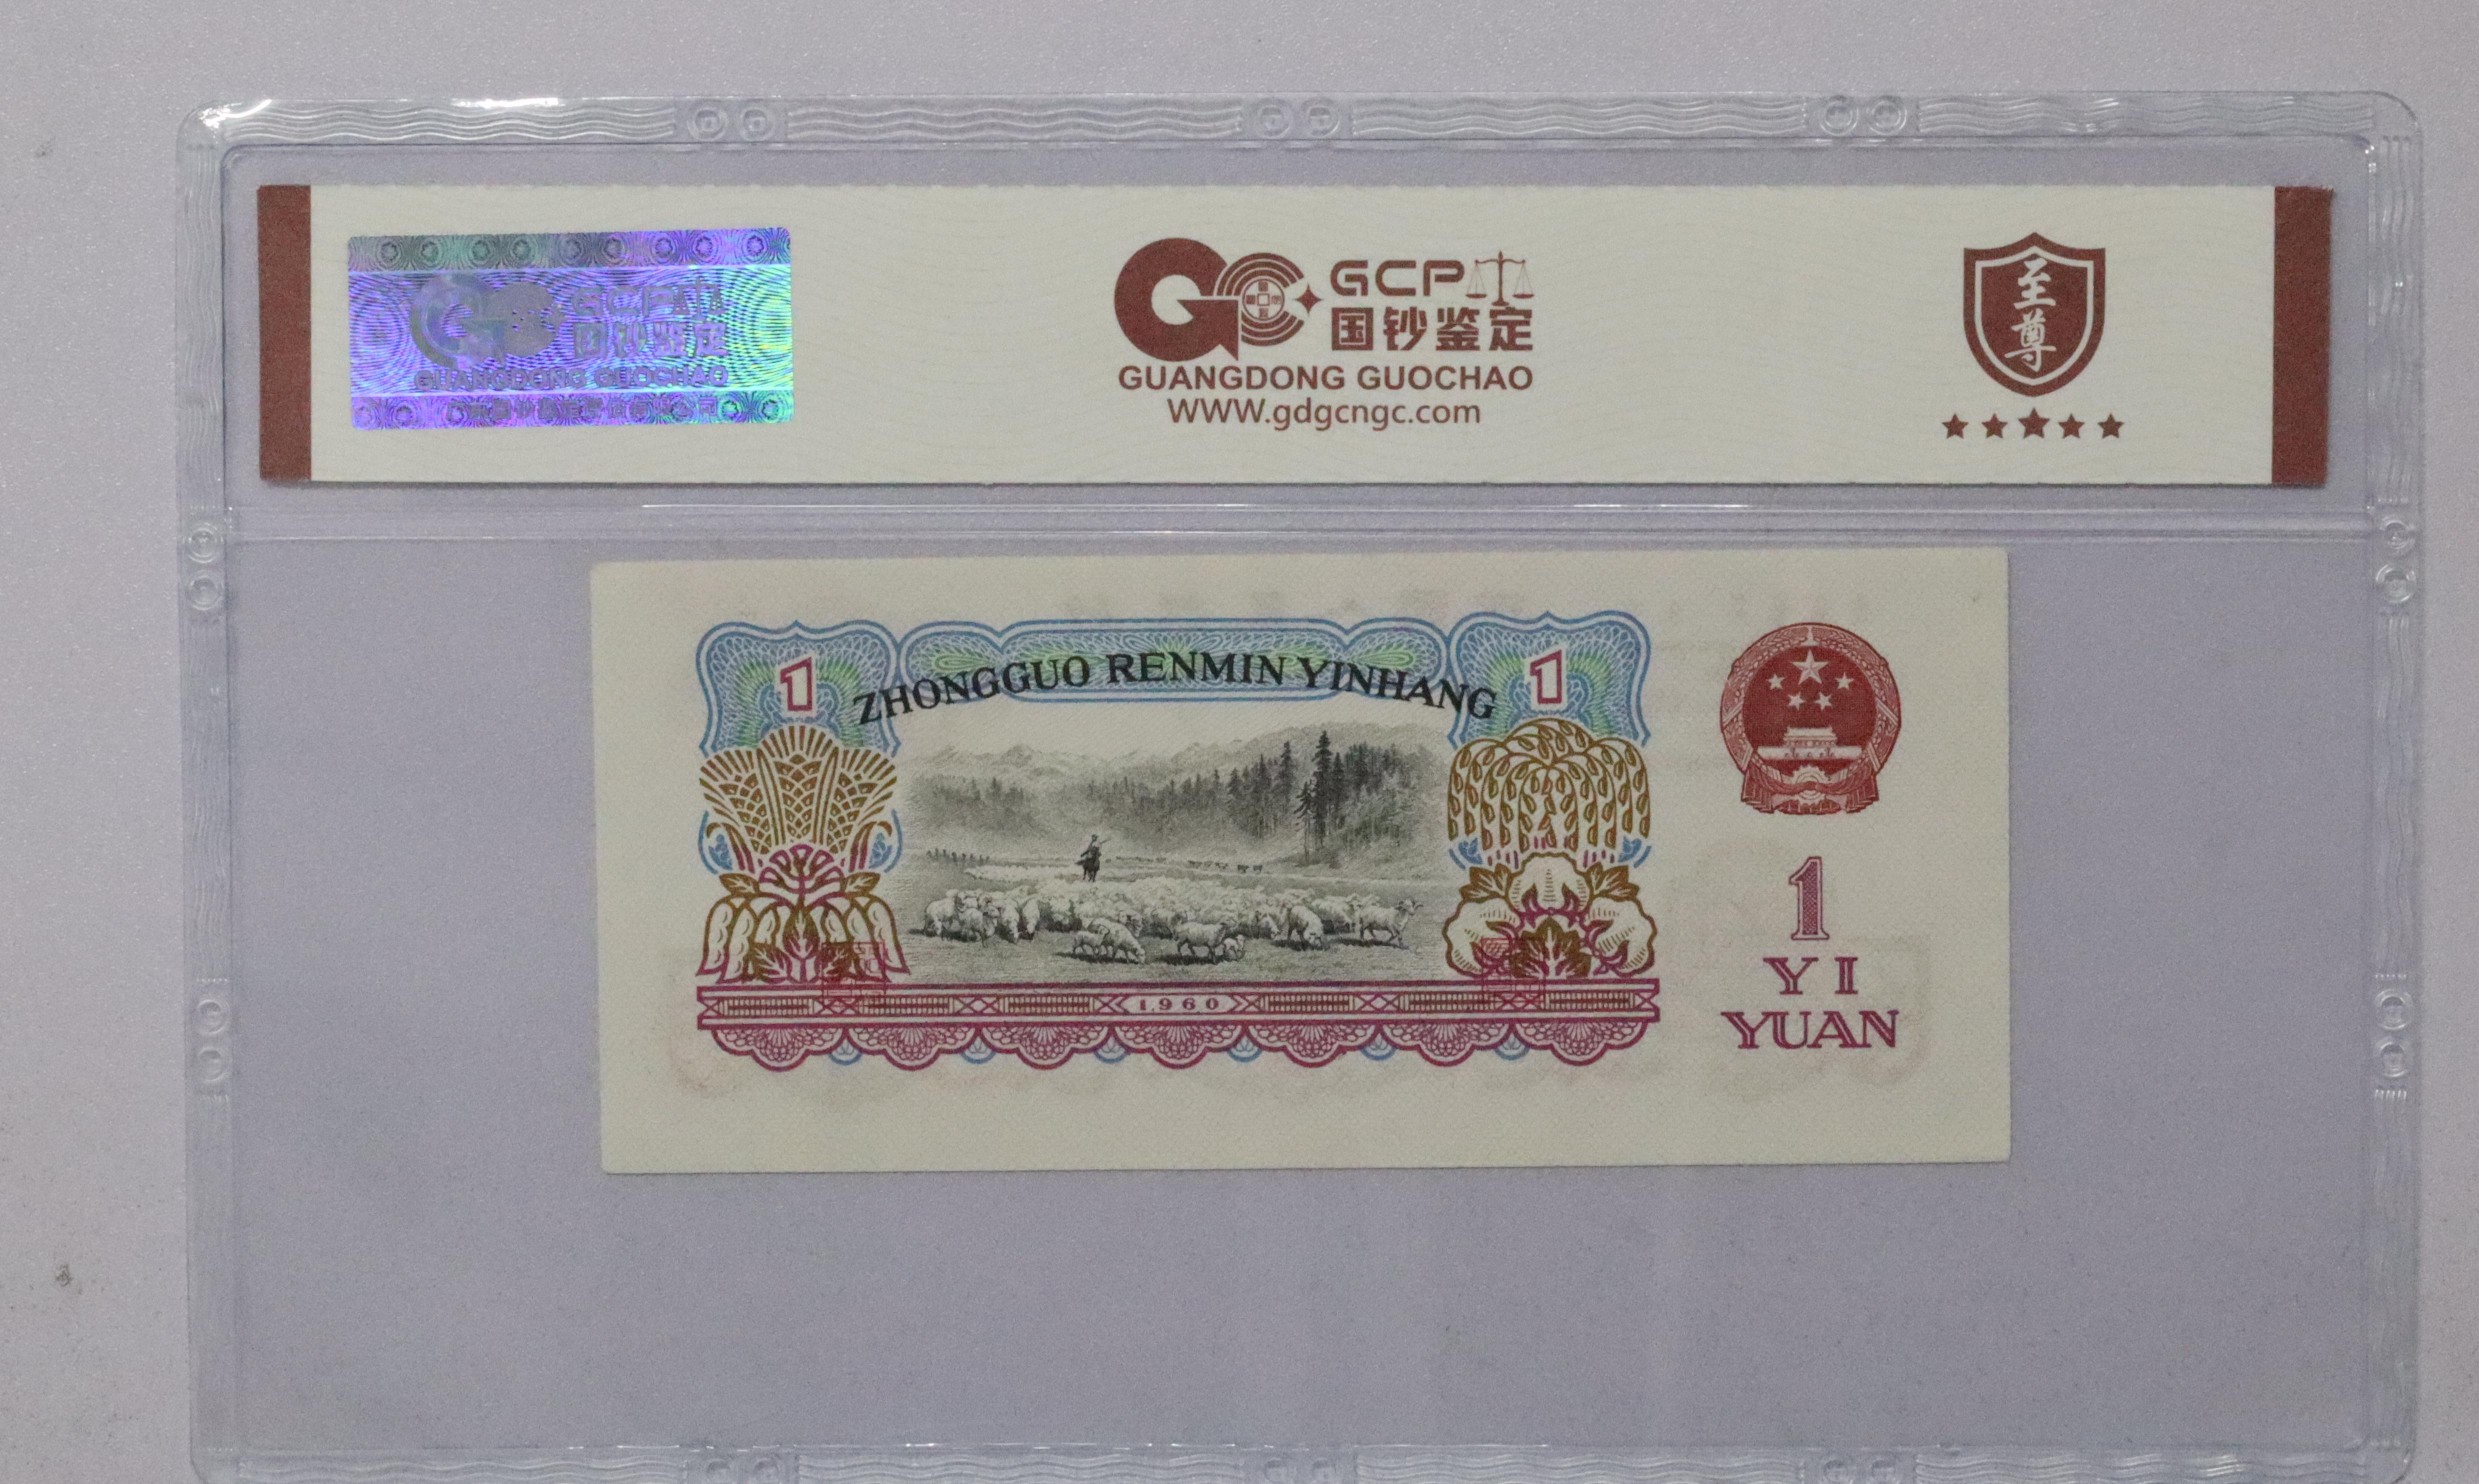 GCP
国钞鉴定
GUANGDONG GUOCHAO
GCP
国钞鉴定
GUANGDONG GUOCHAO
WWW.gdgcngc.com
至
尊
1
ZHONGGUO RENMIN YINHANG
1
1
YI
YUAN
1960